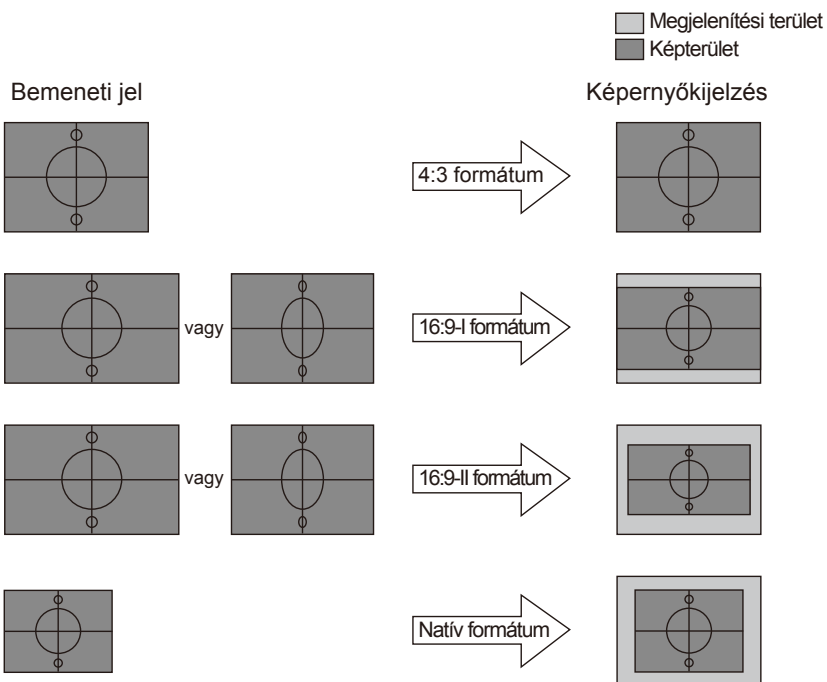 Megjelenítési terület
Képterület
Bemeneti jel
Képernyőkijelzés
4:3 formátum
vagy
16:9-I formátum
vagy
16:9-II formátum
Natív formátum